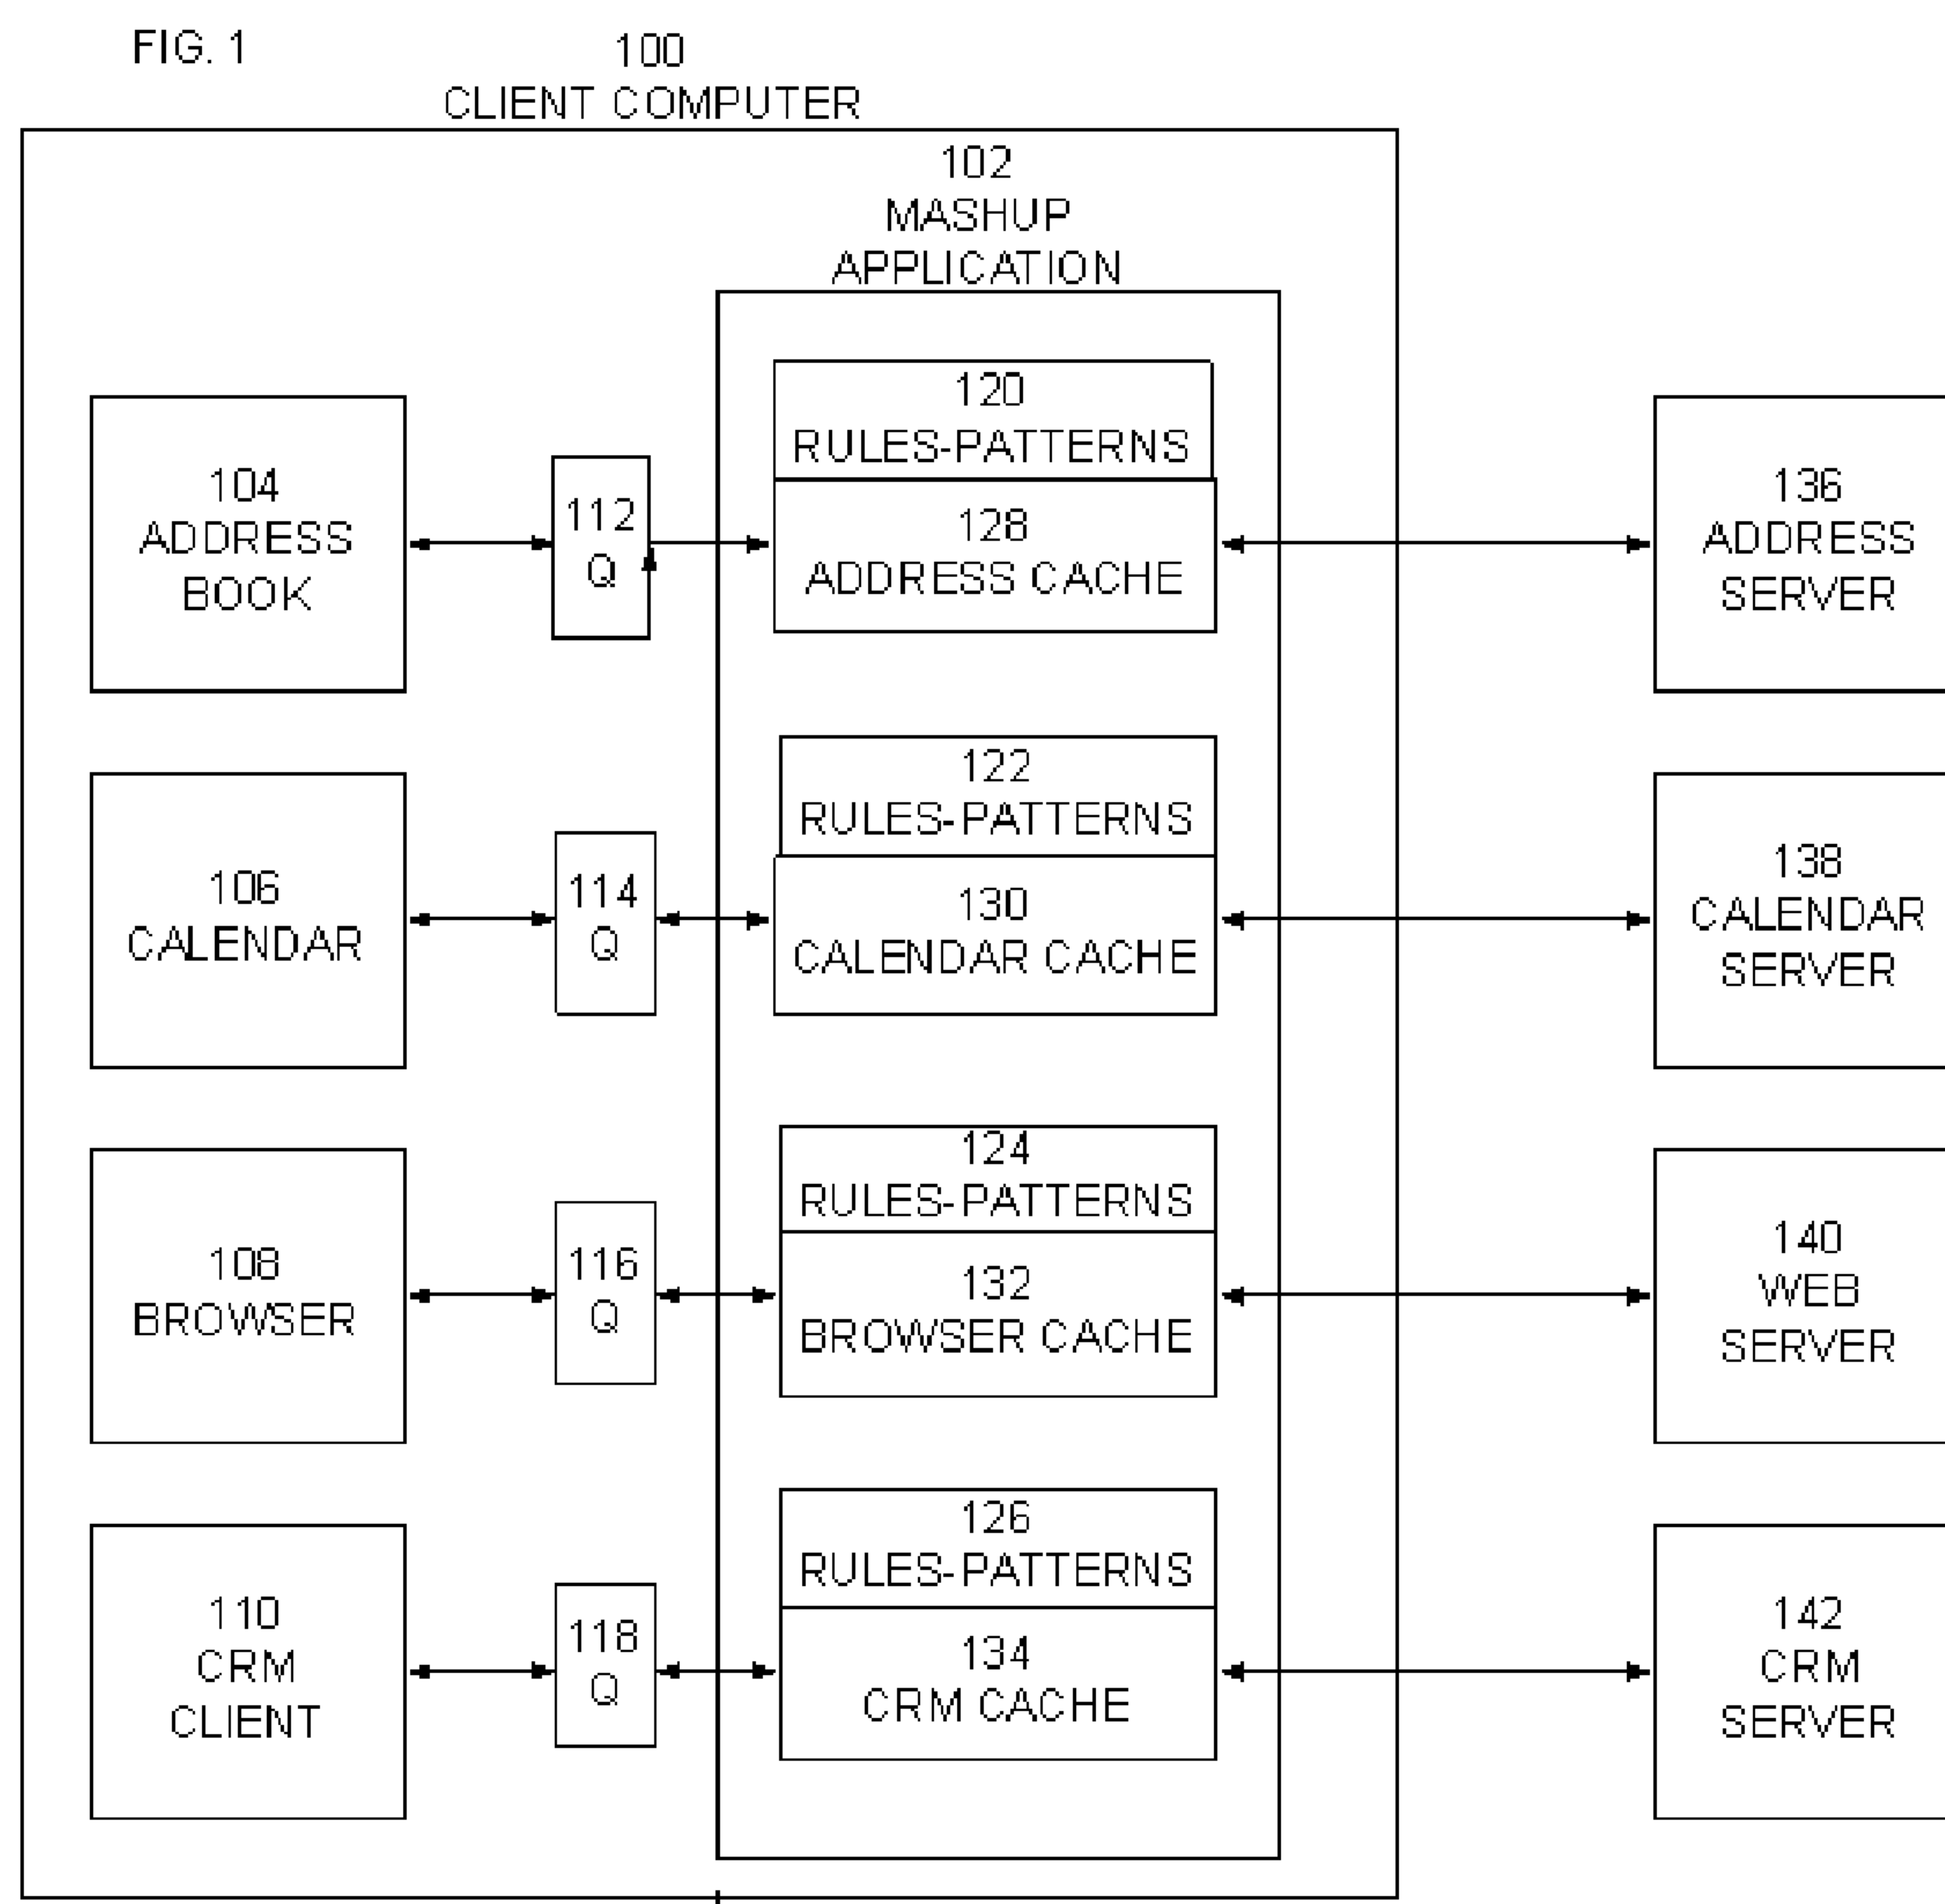 FIG. 1
100
CLIENT COMPUTER
102
MASHUP
APPLICATION
104
ADDRESS
BOOK
112
Q
120
RULES-PATTERNS
128
ADDRESS CACHE
136
ADDRESS
SERVER
106
CALENDAR
114
Q
122
RULES-PATTERNS
130
CALENDAR CACHE
138
CALENDAR
SERVER
108
BROWSER
116
Q
124
RULES-PATTERNS
132
BROWSER CACHE
140
WEB
SERVER
110
CRM
CLIENT
118
Q
126
RULES-PATTERNS
134
CRM CACHE
142
CRM
SERVER